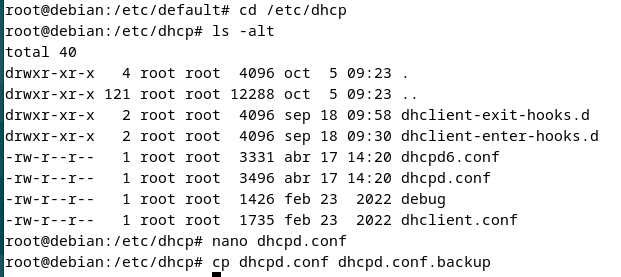 root@debian:/etc/default# cd /etc/dhcp
root@debian:/etc/dhcp# ls -alt
total 40
drwxr-xr-x   4 root root  4096 oct  5 09:23 .
drwxr-xr-x 121 root root 12288 oct  5 09:23 ..
drwxr-xr-x   2 root root  4096 sep 18 09:58 dhclient-exit-hooks.d
drwxr-xr-x   2 root root  4096 sep 18 09:30 dhclient-enter-hooks.d
-rw-r--r--   1 root root  3331 abr 17 14:20 dhcpd6.conf
-rw-r--r--   1 root root  3496 abr 17 14:20 dhcpd.conf
-rw-r--r--   1 root root  1426 feb 23  2022 debug
-rw-r--r--   1 root root  1735 feb 23  2022 dhclient.conf
root@debian:/etc/dhcp# nano dhcpd.conf
root@debian:/etc/dhcp# cp dhcpd.conf dhcpd.conf.backup